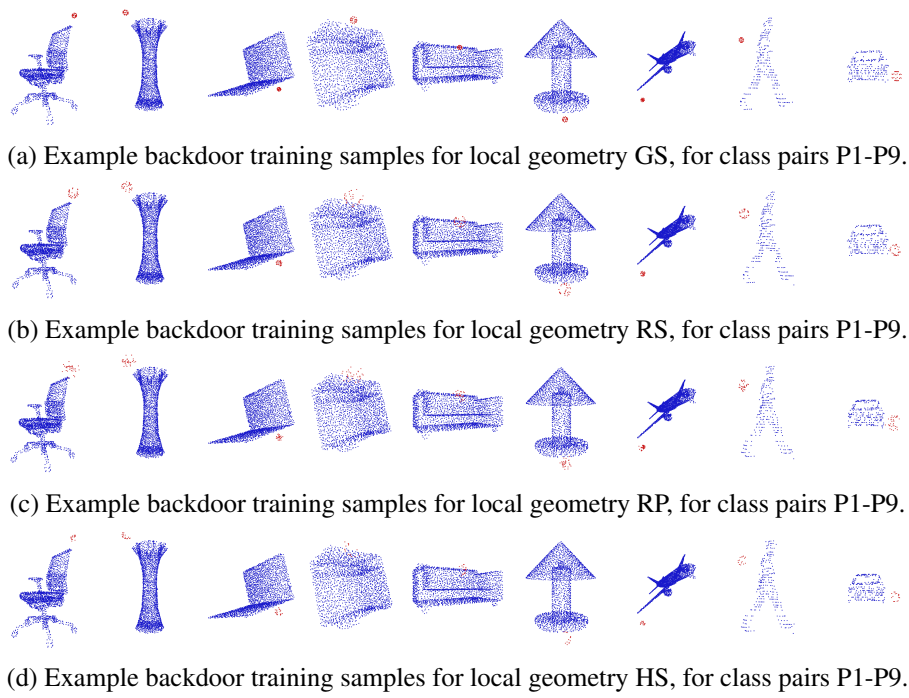 (a) Example backdoor training samples for local geometry GS, for class pairs P1-P9.
(b) Example backdoor training samples for local geometry RS, for class pairs P1-P9.
(c) Example backdoor training samples for local geometry RP, for class pairs P1-P9.
(d) Example backdoor training samples for local geometry HS, for class pairs P1-P9.